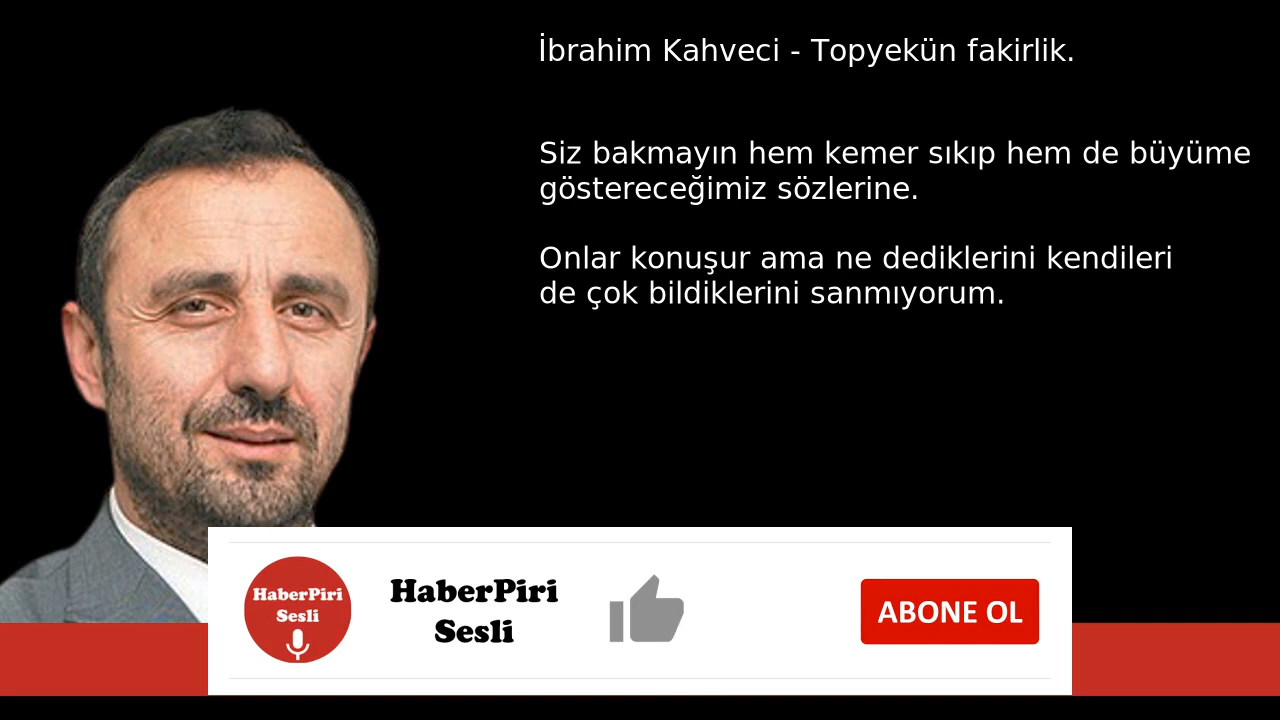 İbrahim Kahveci - Topyekün fakirlik.
Siz bakmayın hem kemer sıkıp hem de büyüme
göstereceğimiz sözlerine.
Onlar konuşur ama ne dediklerini kendileri
de çok bildiklerini sanmıyorum.
HaberPiri
Sesli
HaberPiri
Sesli
ABONE OL